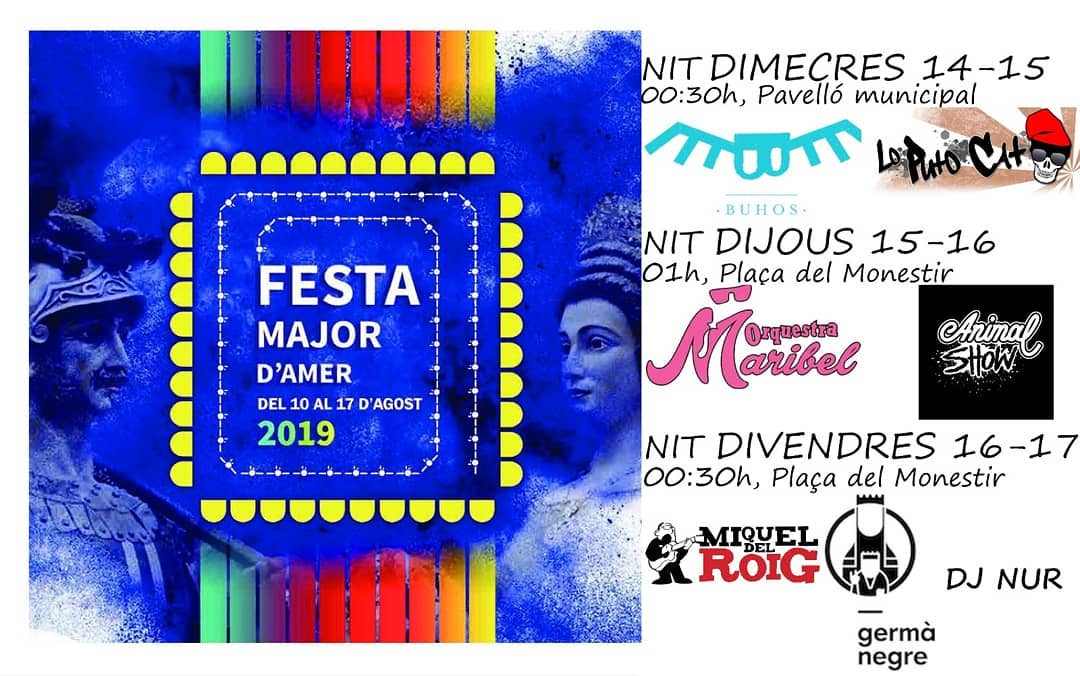 FESTA
MAJOR
D'AMER
DEL 10 AL 17 D'AGOST
2019
NIT DIMECRES 14-15
00:30h, Pavelló municipal
·BUHOS·
Lo Puto Cat
NIT DIJOUS 15-16
01h, Plaça del Monestir
Orquestra
Maribel
Animal
SHOW
NIT DIVENDRES 16-17
00:30h, Plaça del Monestir
MIQUEL
DEL
ROIG
germà
negre
DJ NUR